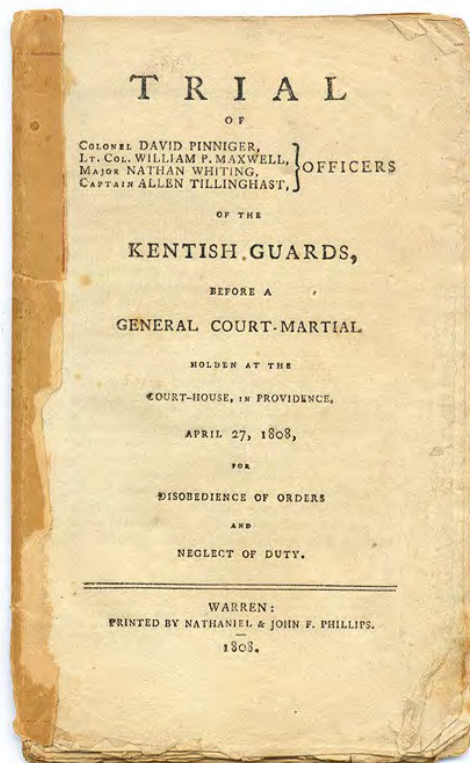 TRIAL
OF
COLONEL DAVID PINNIGER,
LT. COL. WILLIAM P. MAXWELL,
MAJOR NATHAN WHITING,
CAPTAIN ALLEN TILLINGHAST,
} OFFICERS
OF THE
KENTISH GUARDS,
BEFORE A
GENERAL COURT-MARTIAL
HOLDEN AT THE
COURT-HOUSE, IN PROVIDENCE,
APRIL 27, 1808,
FOR
DISOBEDIENCE OF ORDERS
AND
NEGLECT OF DUTY.
WARREN:
PRINTED BY NATHANIEL & JOHN F. PHILLIPS.
1808.